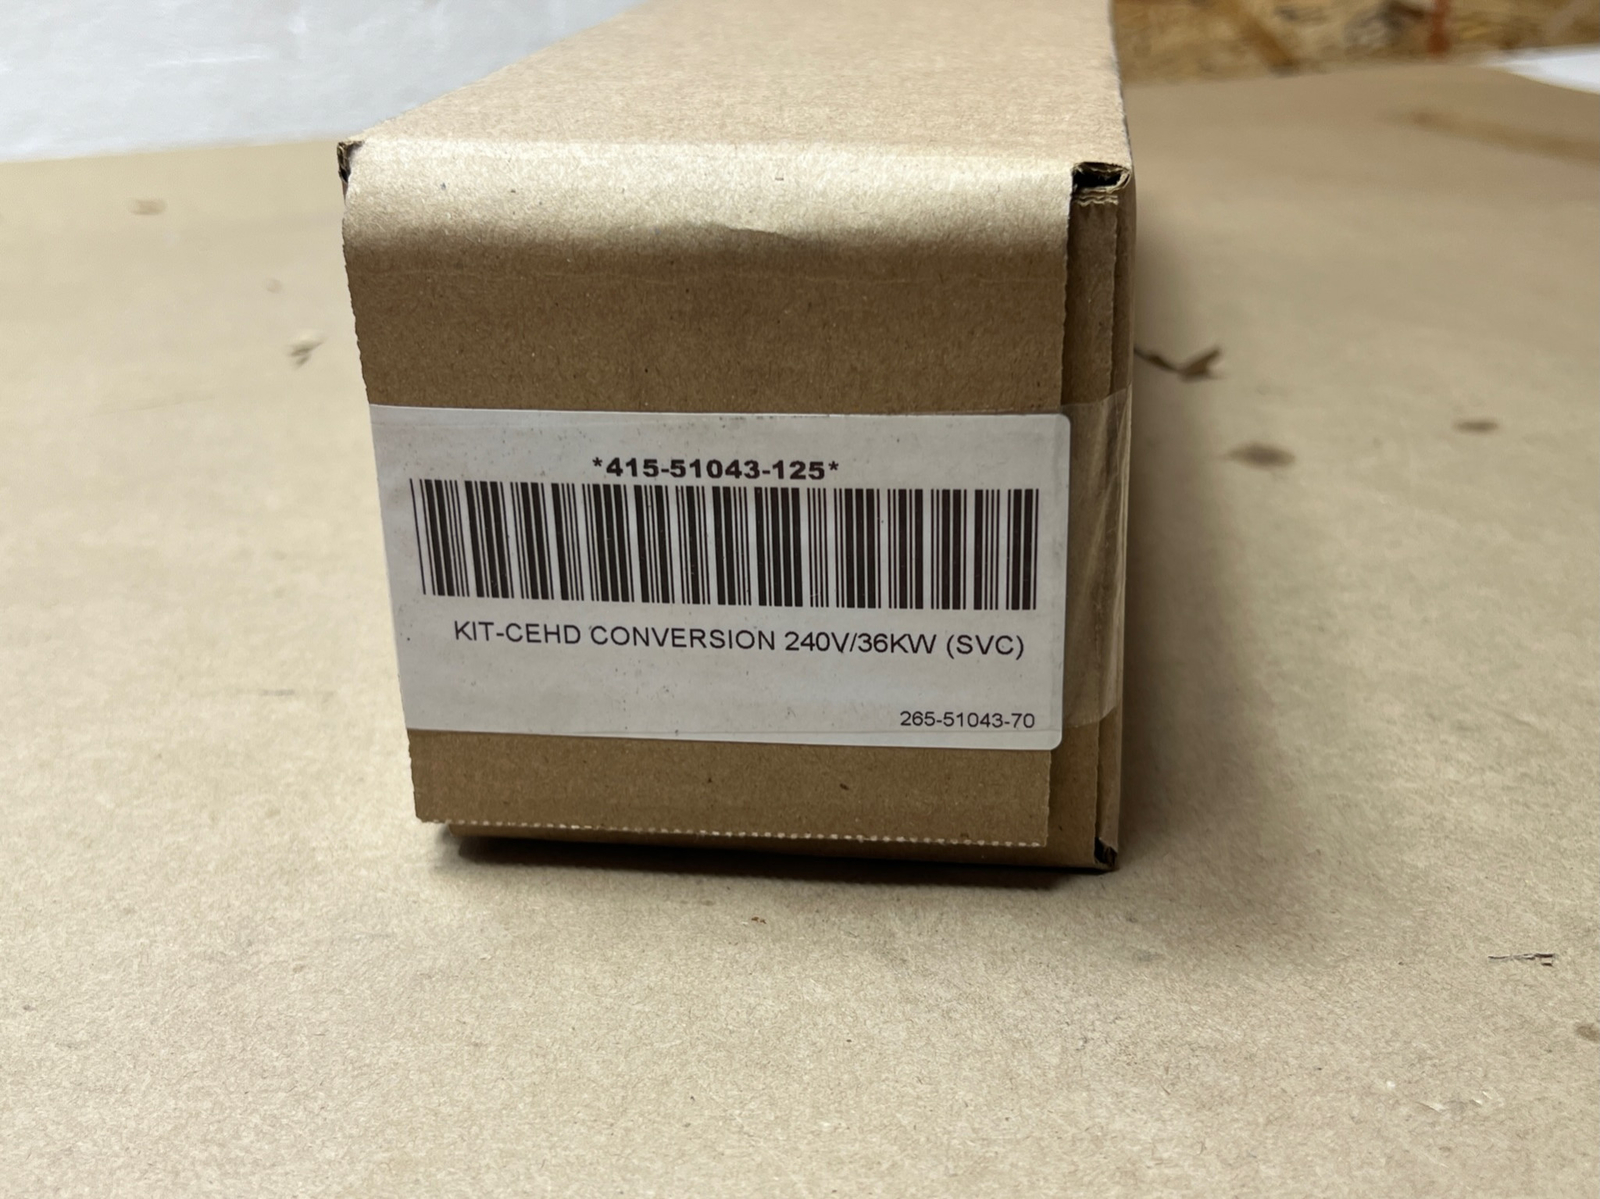 *415-51043-125*
KIT-CEHD CONVERSION 240V/36KW (SVC)
265-51043-70